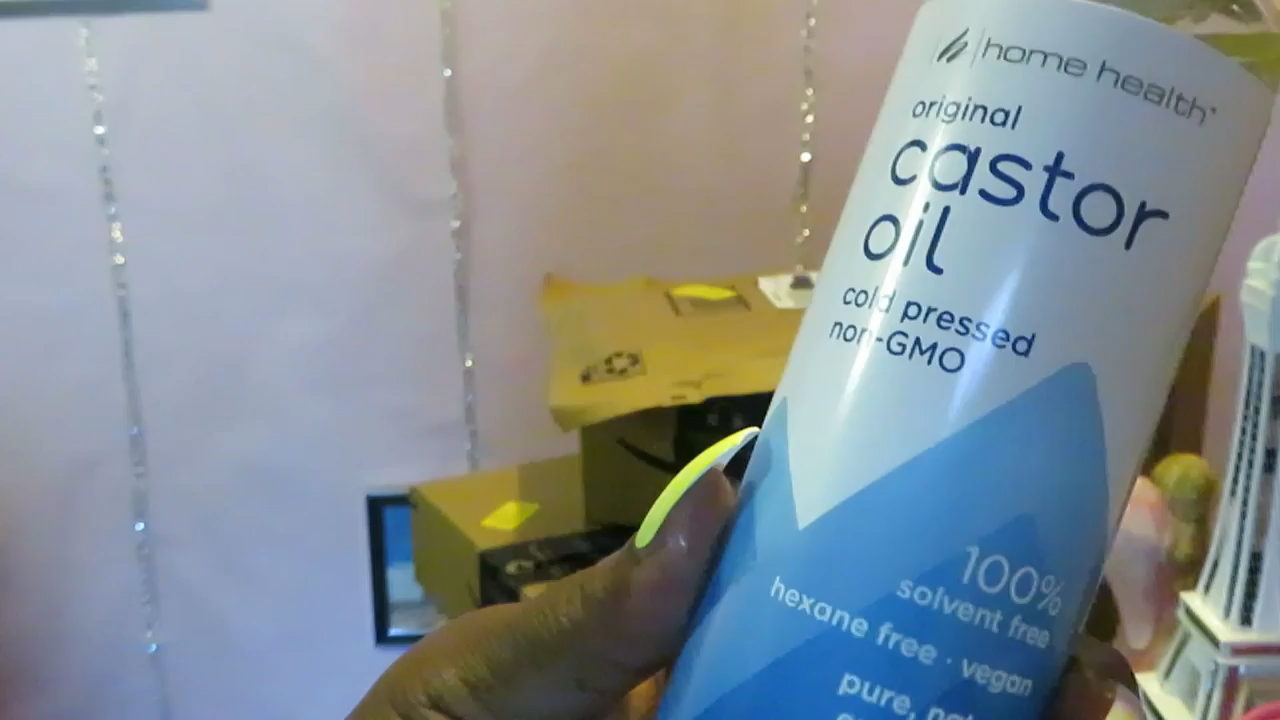 home health
original
castor
oil
cold pressed
non-GMO
100%
solvent free
hexane free · vegan
pure,